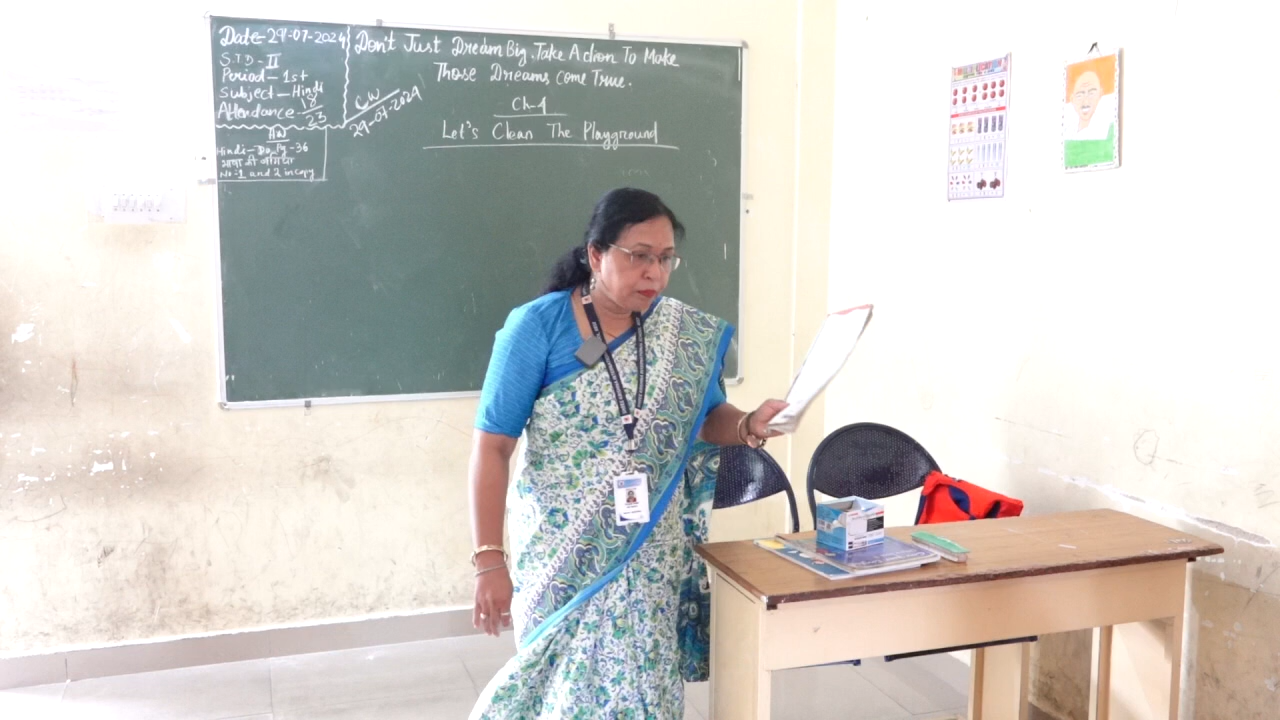 Date-29-07-2024
S.T.D - II
Period - 1st
Subject - Hindi
Attendance - 18/23
Don't Just Dream Big. Take Action To Make
Those Dreams come True.
C.W
29-07-2024
Ch-4
Let's Clean The Playground
H.W
Hindi - Do Pg - 36
भाषा की
No-1 and 2 in copy